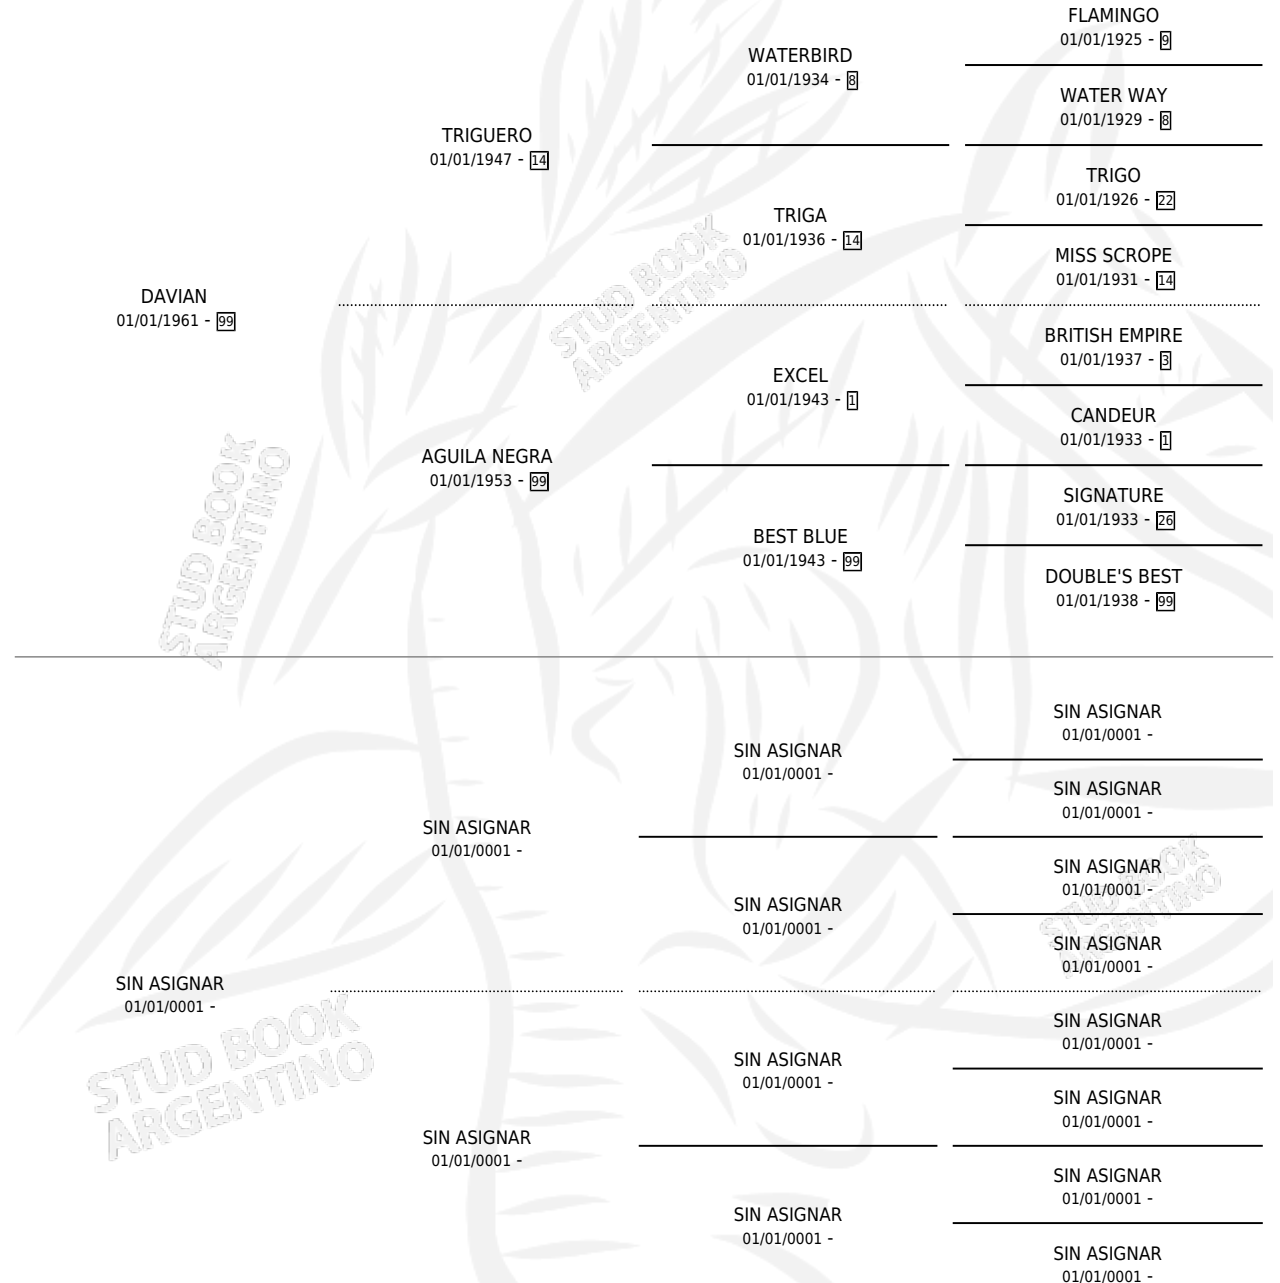 FLAMINGO
01/01/1925 - 9
WATERBIRD
01/01/1934 - 8
WATER WAY
01/01/1929 - 8
TRIGUERO
01/01/1947 - 14
TRIGO
01/01/1926 - 22
TRIGA
01/01/1936 - 14
MISS SCROPE
01/01/1931 - 14
DAVIAN
01/01/1961 - 99
BRITISH EMPIRE
01/01/1937 - 3
EXCEL
01/01/1943 - 1
CANDEUR
01/01/1933 - 1
AGUILA NEGRA
01/01/1953 - 99
SIGNATURE
01/01/1933 - 26
BEST BLUE
01/01/1943 - 99
DOUBLE'S BEST
01/01/1938 - 99
STUD BOOK
ARGENTINO
STUD BOOK
ARGENTINO
SIN ASIGNAR
01/01/0001 -
SIN ASIGNAR
01/01/0001 -
SIN ASIGNAR
01/01/0001 -
SIN ASIGNAR
01/01/0001 -
SIN ASIGNAR
01/01/0001 -
SIN ASIGNAR
01/01/0001 -
SIN ASIGNAR
01/01/0001 -
SIN ASIGNAR
01/01/0001 -
SIN ASIGNAR
01/01/0001 -
SIN ASIGNAR
01/01/0001 -
SIN ASIGNAR
01/01/0001 -
SIN ASIGNAR
01/01/0001 -
SIN ASIGNAR
01/01/0001 -
SIN ASIGNAR
01/01/0001 -
SIN ASIGNAR
01/01/0001 -
STUD BOOK
ARGENTINO
STUD BOOK
ARGENTINO